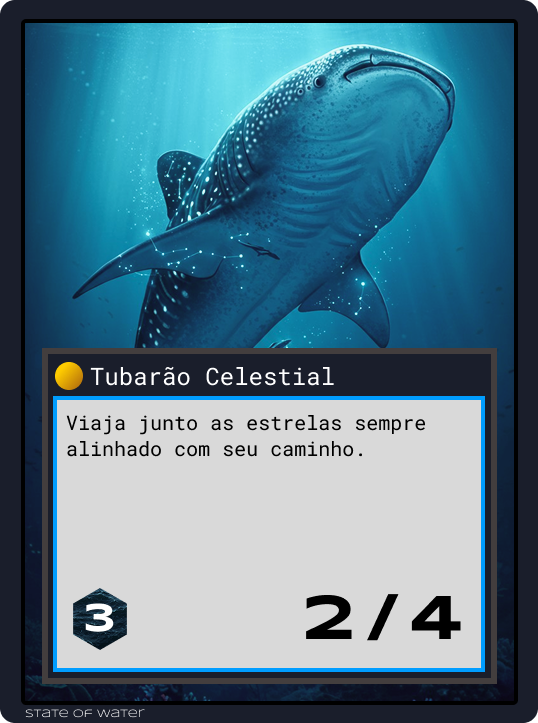 Tubarão Celestial
Viaja junto as estrelas sempre
alinhado com seu caminho.
3
2/4
STATE OF WATER